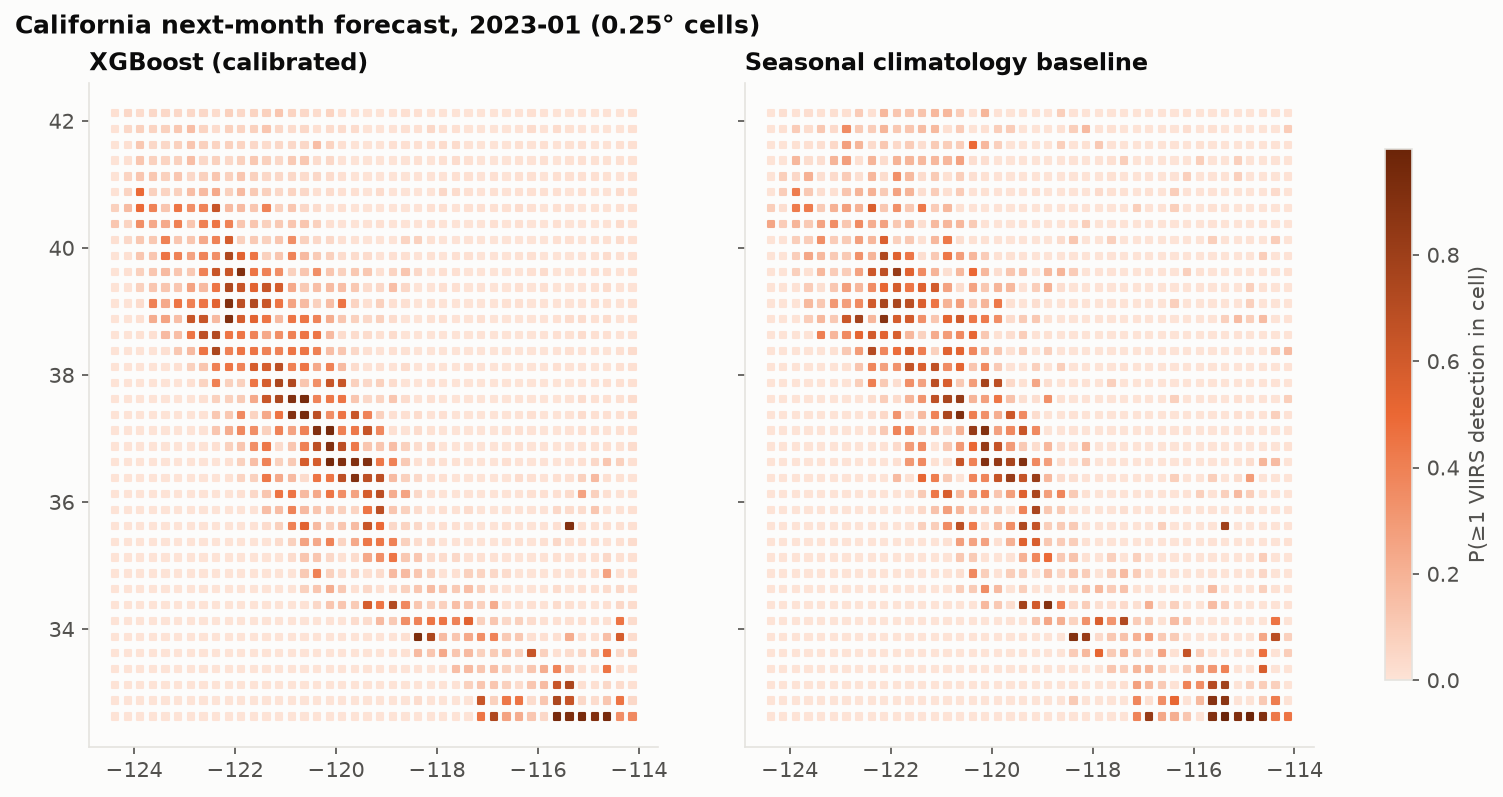 California next-month forecast, 2023-01 (0.25° cells)
XGBoost (calibrated)
Seasonal climatology baseline
42
40
38
36
34
−124 −122 −120 −118 −116 −114
−124 −122 −120 −118 −116 −114
0.8
0.6
0.4
0.2
0.0
P(≥1 VIIRS detection in cell)